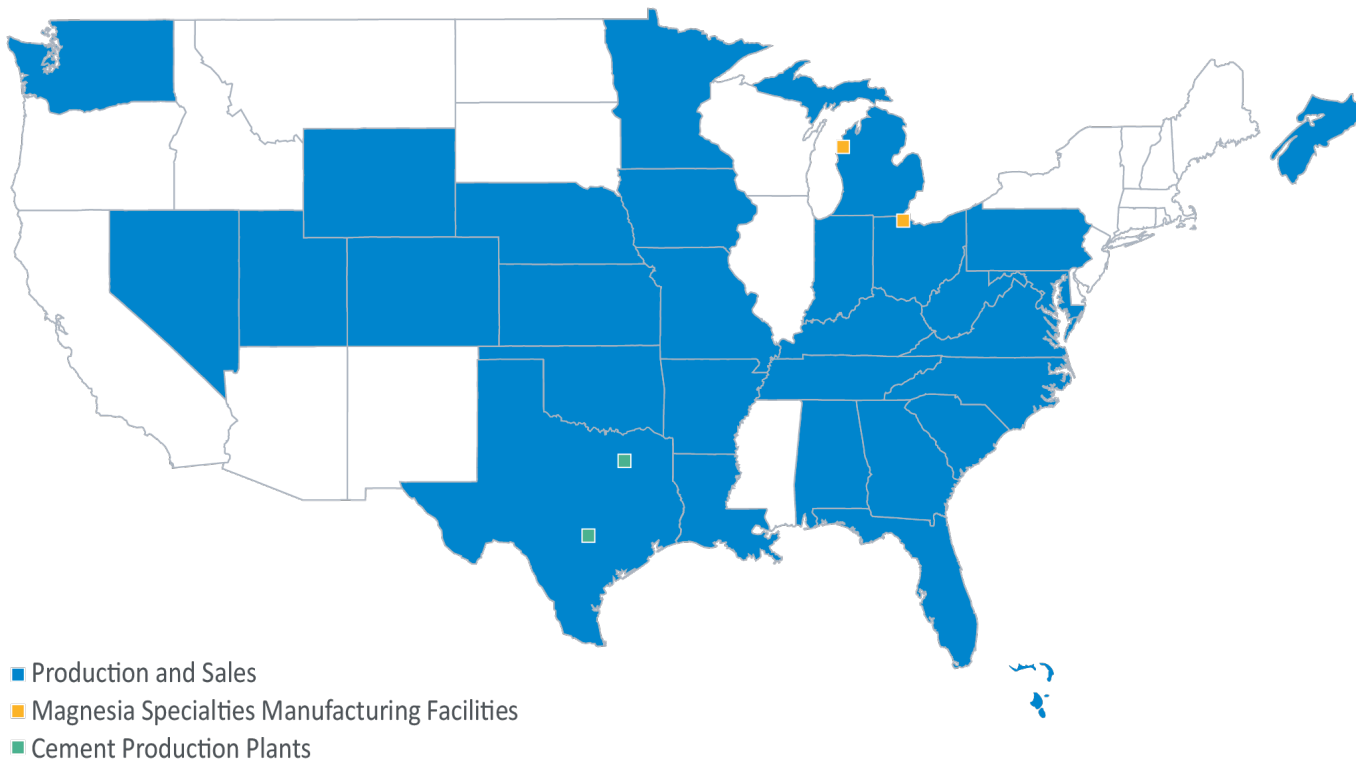 Production and Sales
Magnesia Specialties Manufacturing Facilities
Cement Production Plants